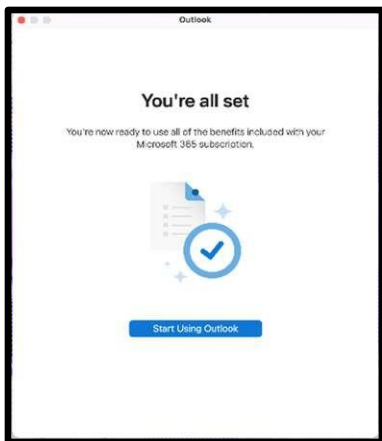 Outlook
You're all set
You're now ready to use all of the benefits included with your
Microsoft 365 subscription.
Start Using Outlook